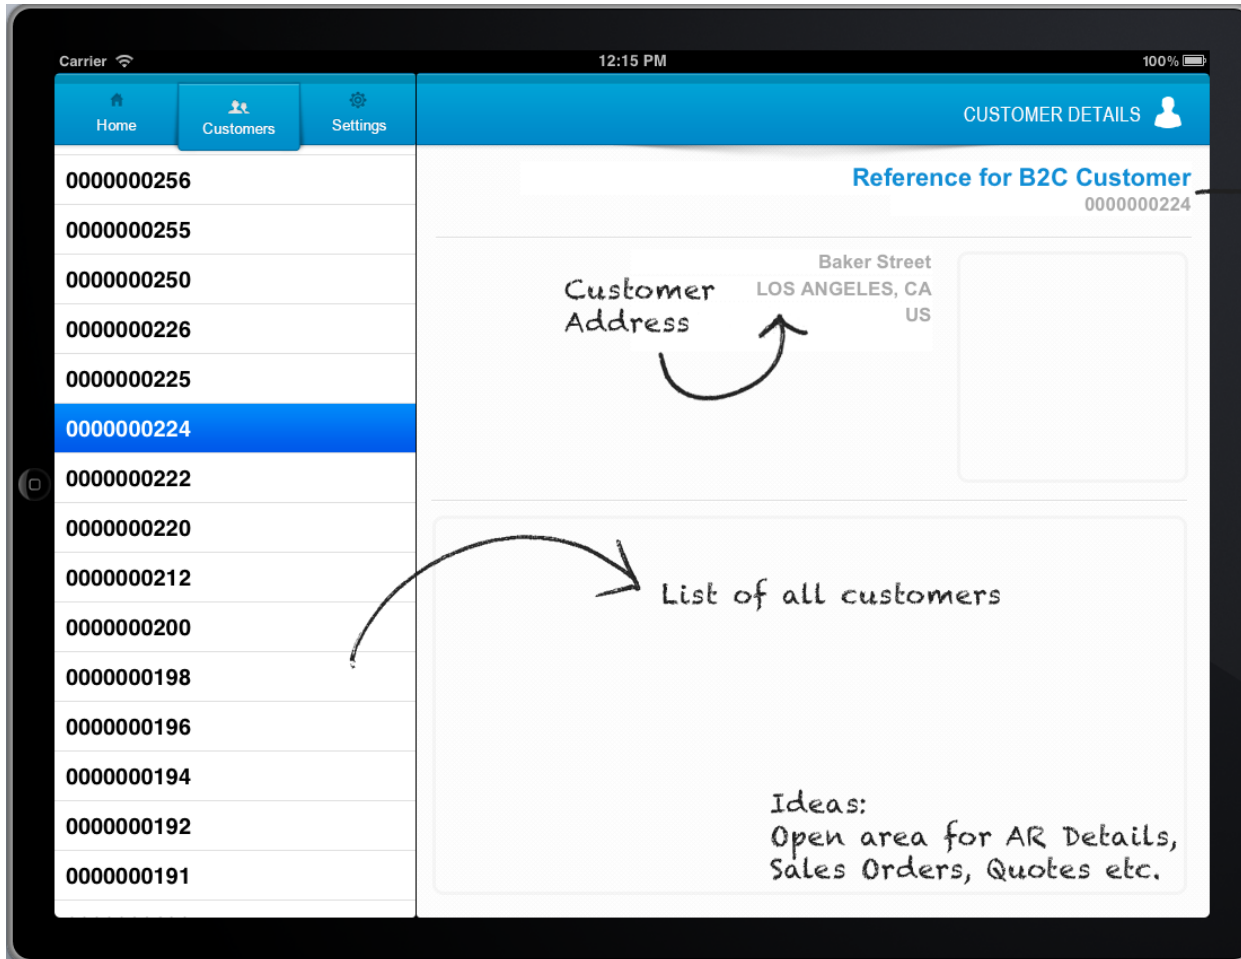 Carrier 12:15 PM 100%
Home Customers Settings CUSTOMER DETAILS
0000000256
0000000255
0000000250
0000000226
0000000225
0000000224
0000000222
0000000220
0000000212
0000000200
0000000198
0000000196
0000000194
0000000192
0000000191
Reference for B2C Customer
0000000224
Customer
Address
Baker Street
LOS ANGELES, CA
US
List of all customers
Ideas:
Open area for AR Details,
Sales Orders, Quotes etc.